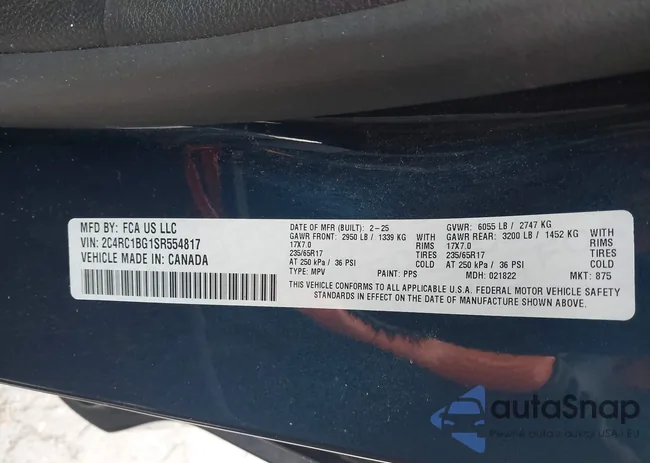 MFD BY: FCA US LLC
VIN: 2C4RC1BG1SR554817
VEHICLE MADE IN: CANADA
DATE OF MFR (BUILT): 2-25
GAWR FRONT: 2950 LB / 1339 KG WITH
17X7.0 RIMS
235/65R17 TIRES
AT 250 kPa / 36 PSI COLD
TYPE: MPV PAINT: PPS
GVWR: 6055 LB / 2747 KG
GAWR REAR: 3200 LB / 1452 KG WITH
17X7.0 RIMS
235/65R17 TIRES
AT 250 kPa / 36 PSI COLD
MDH: 021822 MKT: 875
THIS VEHICLE CONFORMS TO ALL APPLICABLE U.S.A. FEDERAL MOTOR VEHICLE SAFETY
STANDARDS IN EFFECT ON THE DATE OF MANUFACTURE SHOWN ABOVE.
autaSnap